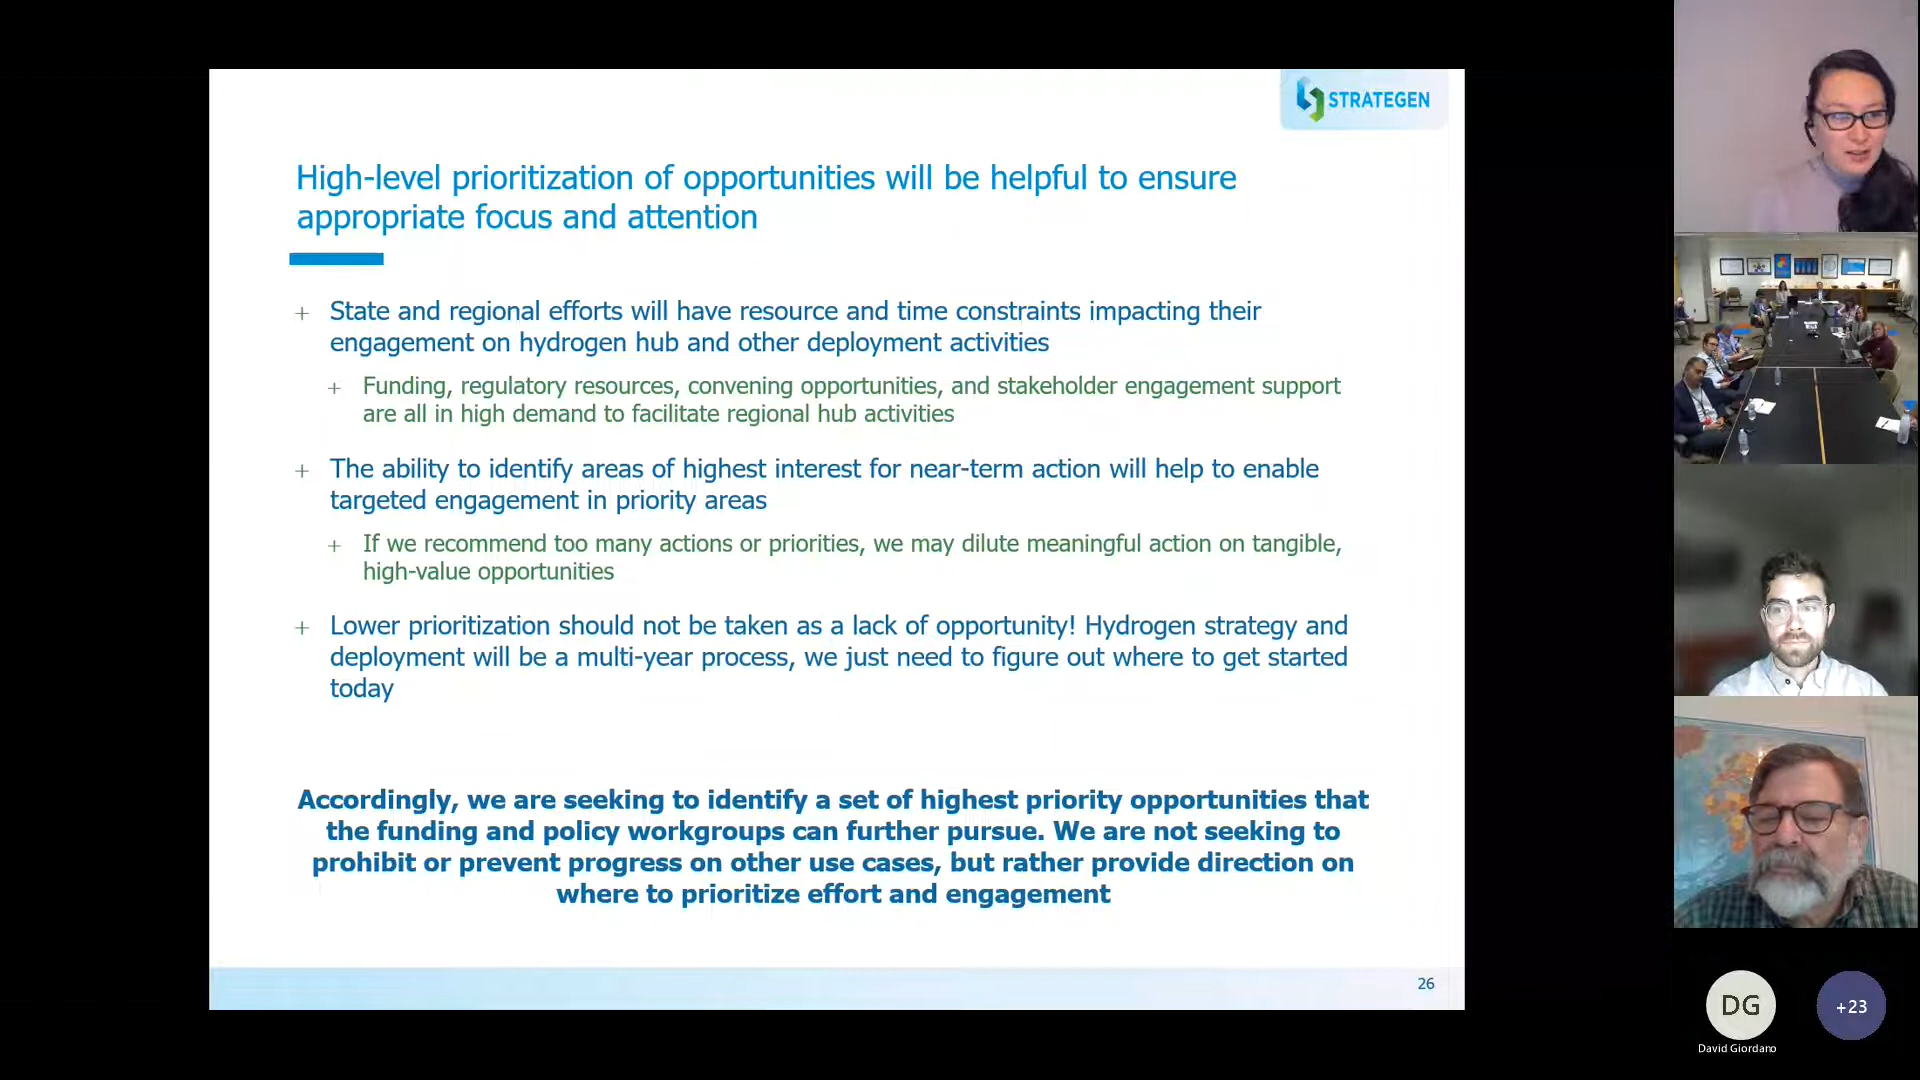 STRATEGEN
High-level prioritization of opportunities will be helpful to ensure
appropriate focus and attention
+ State and regional efforts will have resource and time constraints impacting their
engagement on hydrogen hub and other deployment activities
+ Funding, regulatory resources, convening opportunities, and stakeholder engagement support
are all in high demand to facilitate regional hub activities
+ The ability to identify areas of highest interest for near-term action will help to enable
targeted engagement in priority areas
+ If we recommend too many actions or priorities, we may dilute meaningful action on tangible,
high-value opportunities
+ Lower prioritization should not be taken as a lack of opportunity! Hydrogen strategy and
deployment will be a multi-year process, we just need to figure out where to get started
today
Accordingly, we are seeking to identify a set of highest priority opportunities that
the funding and policy workgroups can further pursue. We are not seeking to
prohibit or prevent progress on other use cases, but rather provide direction on
where to prioritize effort and engagement
26
DG
+23
David Giordano